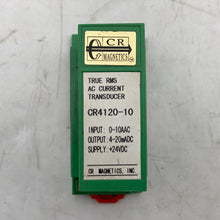 CR
MAGNETICS
TRUE RMS
AC CURRENT
TRANSDUCER
CR4120-10
INPUT: 0-10AAC
OUTPUT: 4-20mADC
SUPPLY: +24VDC
CR MAGNETICS, INC.